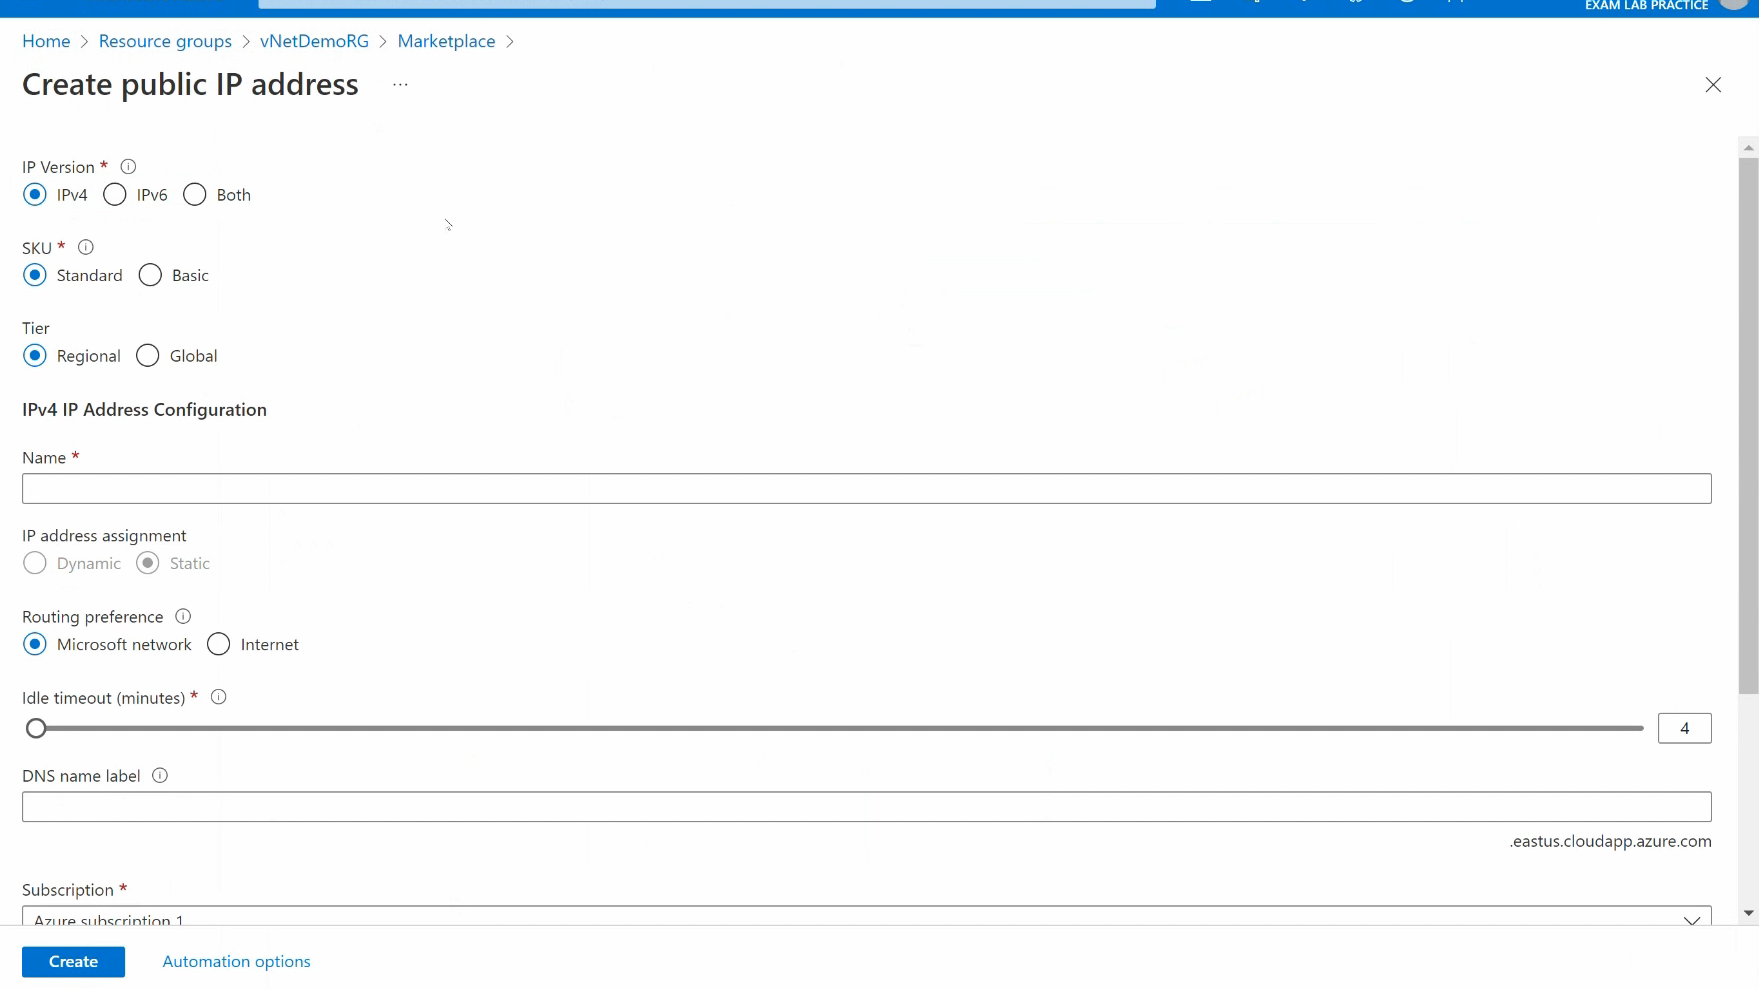 EXAM LAB PRACTICE
Home > Resource groups > vNetDemoRG > Marketplace >
Create public IP address ...
IP Version *
IPv4 IPv6 Both
SKU *
Standard Basic
Tier
Regional Global
IPv4 IP Address Configuration
Name *
IP address assignment
Dynamic Static
Routing preference
Microsoft network Internet
Idle timeout (minutes) *
4
DNS name label
.eastus.cloudapp.azure.com
Subscription *
Azure subscription 1
Create Automation options